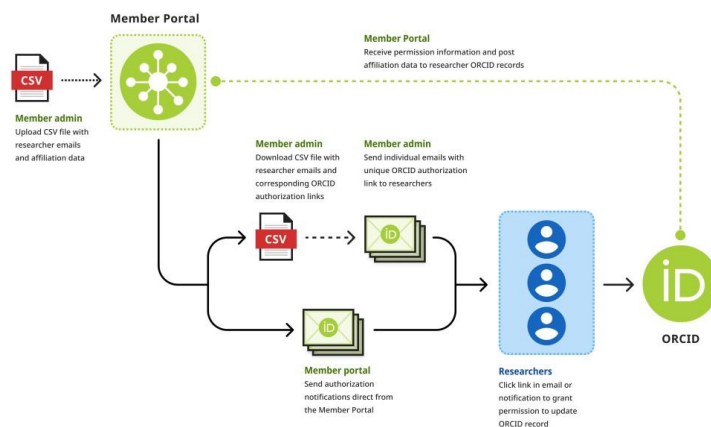 Member Portal
Member Portal
Receive permission information and post
affiliation data to researcher ORCID records
CSV
Member admin
Upload CSV file with
researcher emails
and affiliation data
Member admin
Download CSV file with
researcher emails and
corresponding ORCID
authorization links
Member admin
Send individual emails with
unique ORCID authorization
link to researchers
CSV
iD
iD
iD
ORCID
Member portal
Send authorization
notifications direct from
the Member Portal
Researchers
Click link in email or
notification to grant
permission to update
ORCID record